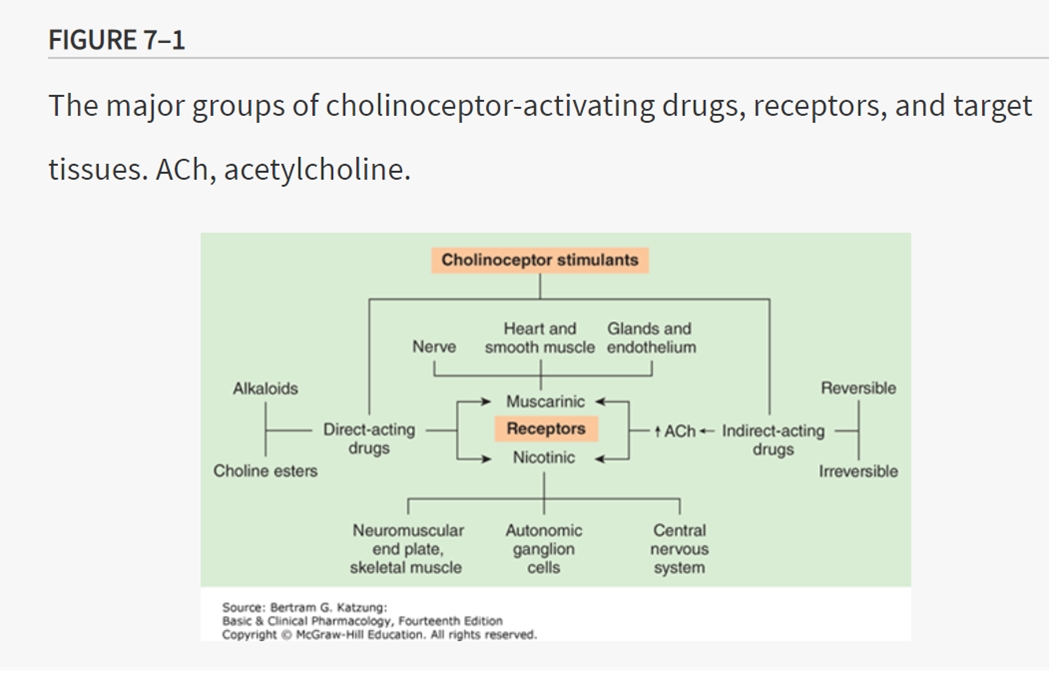 FIGURE 7–1
The major groups of cholinoceptor-activating drugs, receptors, and target
tissues. ACh, acetylcholine.
Cholinoceptor stimulants
Nerve
Heart and
smooth muscle
Glands and
endothelium
Alkaloids
Choline esters
Direct-acting
drugs
Muscarinic
Receptors
Nicotinic
↑ ACh ← Indirect-acting
drugs
Reversible
Irreversible
Neuromuscular
end plate,
skeletal muscle
Autonomic
ganglion
cells
Central
nervous
system
Source: Bertram G. Katzung:
Basic & Clinical Pharmacology, Fourteenth Edition
Copyright © McGraw-Hill Education. All rights reserved.